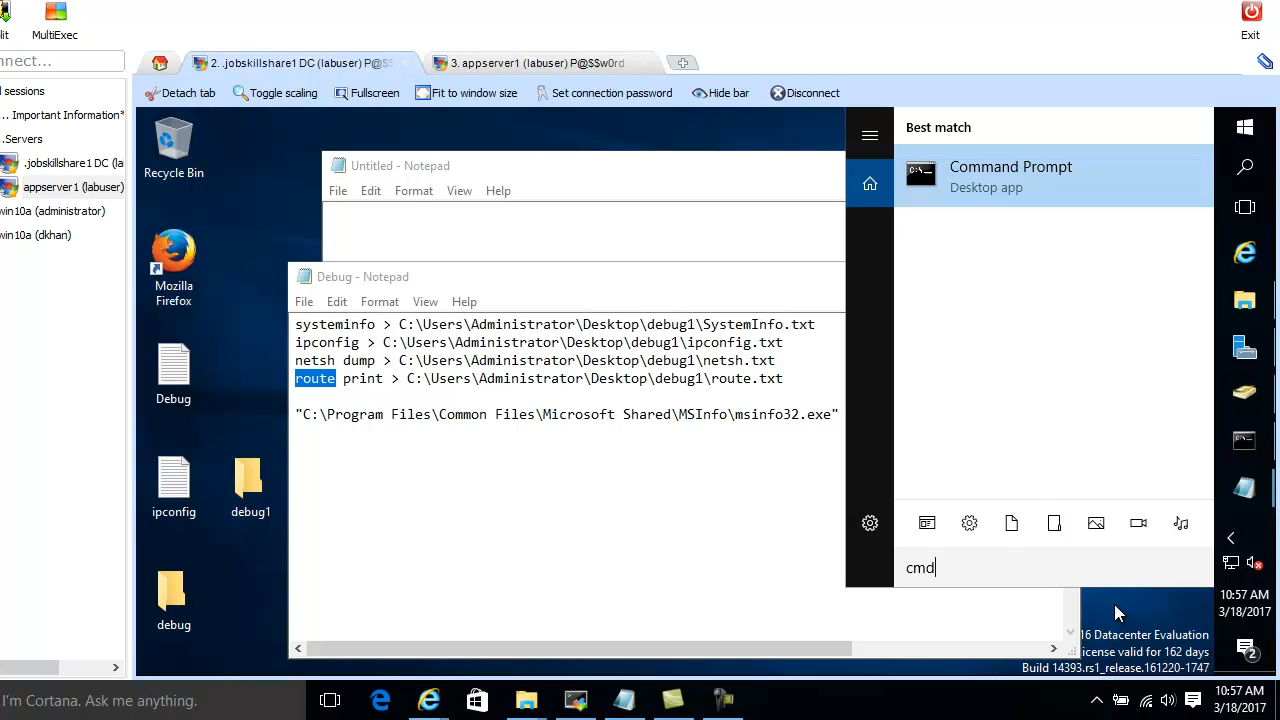 lit
MultiExec
Exit
nnect...
2. .jobskillshare1 DC (labuser) P@$$
3. appserver1 (labuser) P@$$w0rd
Detach tab
Toggle scaling
Fullscreen
Fit to window size
Set connection password
Hide bar
Disconnect
sessions
... Important Information*
.Servers
.jobskillshare1 DC (la
appserver1 (labuser)
win10a (administrator)
win10a (dkhan)
Recycle Bin
Mozilla
Firefox
Debug
ipconfig
debug1
debug
Untitled - Notepad
File Edit Format View Help
Debug - Notepad
File Edit Format View Help
systeminfo > C:\Users\Administrator\Desktop\debug1\SystemInfo.txt
ipconfig > C:\Users\Administrator\Desktop\debug1\ipconfig.txt
netsh dump > C:\Users\Administrator\Desktop\debug1\netsh.txt
route print > C:\Users\Administrator\Desktop\debug1\route.txt
"C:\Program Files\Common Files\Microsoft Shared\MSInfo\msinfo32.exe"
Best match
Command Prompt
Desktop app
cmd
10:57 AM
3/18/2017
2
16 Datacenter Evaluation
icense valid for 162 days
Build 14393.rs1_release.161220-1747
I'm Cortana. Ask me anything.
10:57 AM
3/18/2017